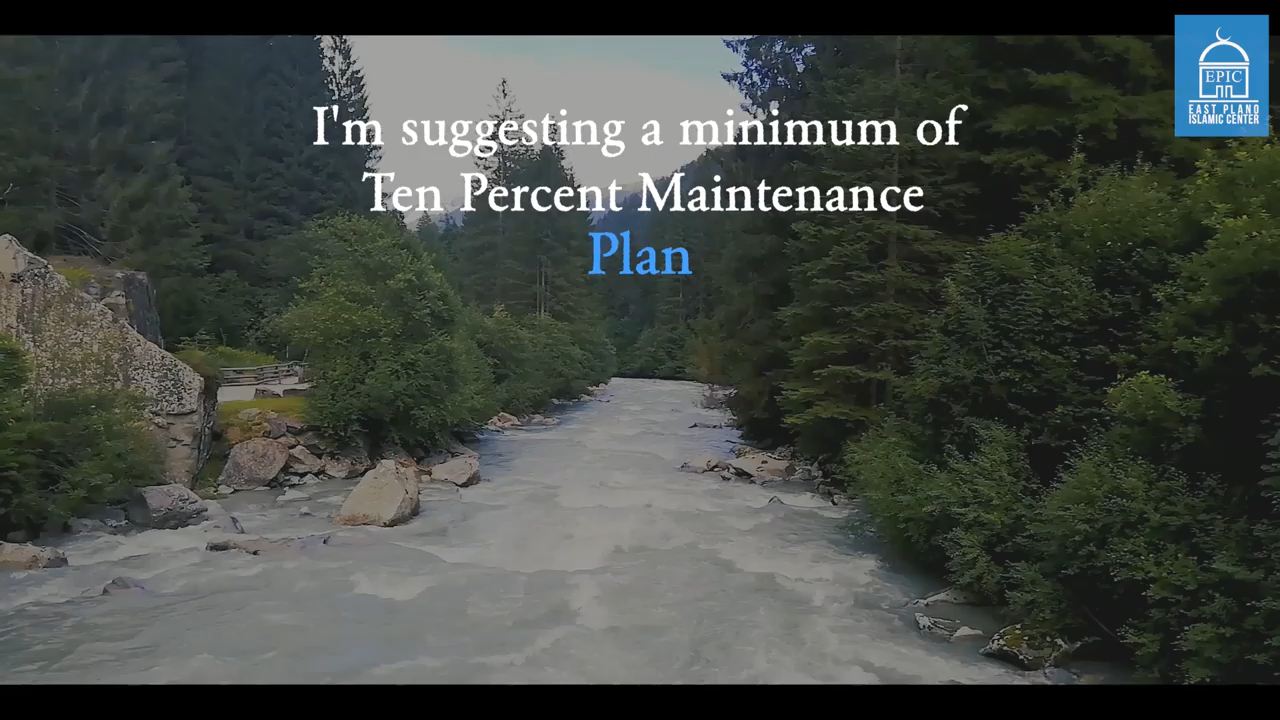 I'm suggesting a minimum of
Ten Percent Maintenance
Plan
EPIC
EAST PLANO
ISLAMIC CENTER